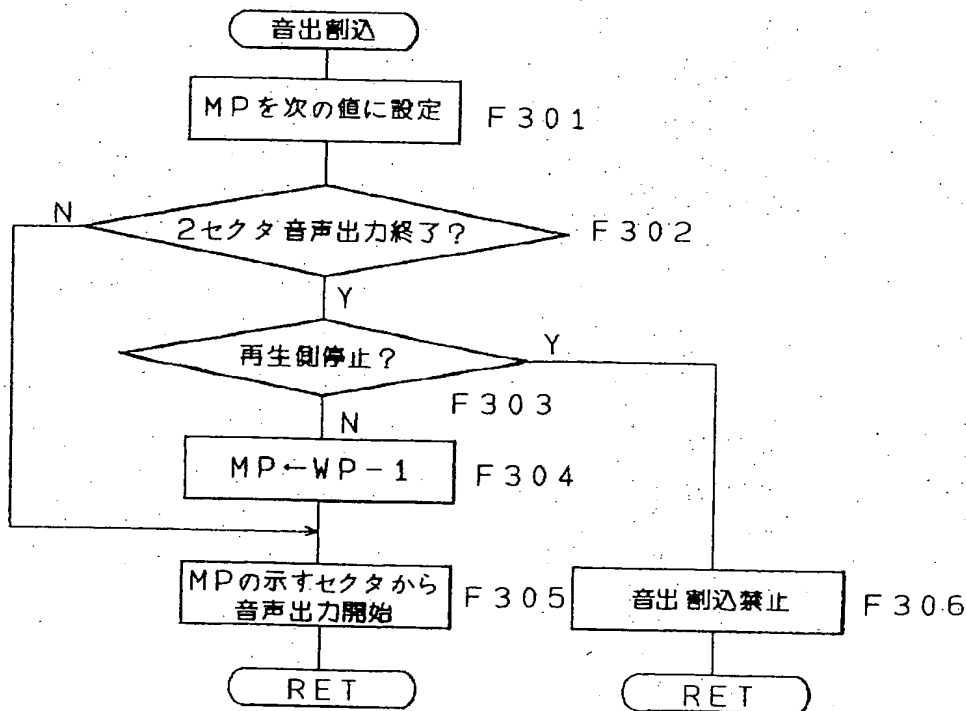 音出割込
MPを次の値に設定
F301
N
2セクタ音声出力終了?
F302
Y
再生側停止?
Y
F303
N
MP←WP-1
F304
MPの示すセクタから
音声出力開始
F305
音出割込禁止
F306
RET
RET